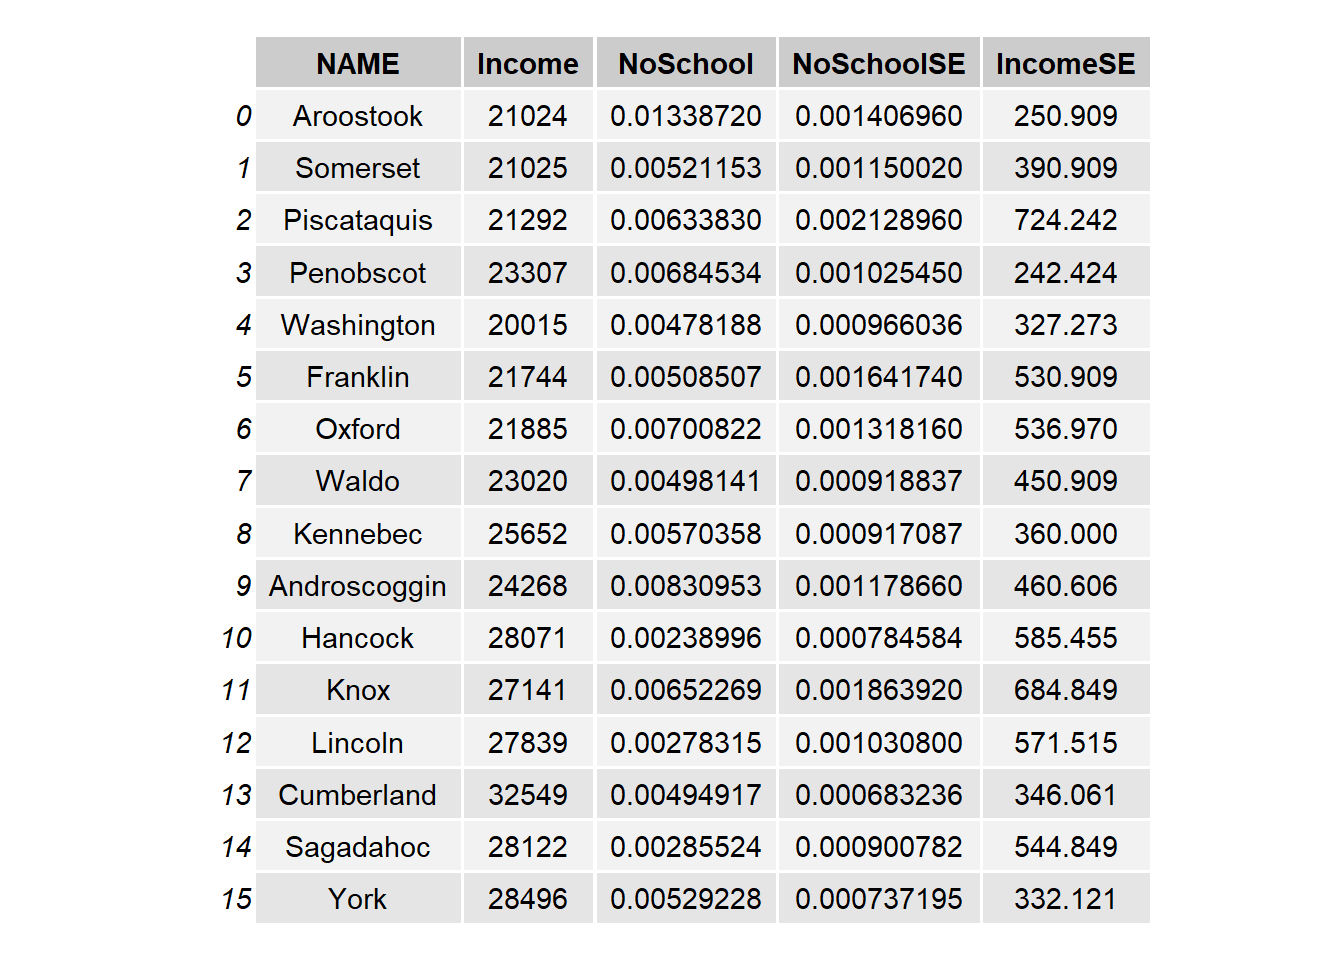 NAME Income NoSchool NoSchoolSE IncomeSE
0 Aroostook 21024 0.01338720 0.001406960 250.909
1 Somerset 21025 0.00521153 0.001150020 390.909
2 Piscataquis 21292 0.00633830 0.002128960 724.242
3 Penobscot 23307 0.00684534 0.001025450 242.424
4 Washington 20015 0.00478188 0.000966036 327.273
5 Franklin 21744 0.00508507 0.001641740 530.909
6 Oxford 21885 0.00700822 0.001318160 536.970
7 Waldo 23020 0.00498141 0.000918837 450.909
8 Kennebec 25652 0.00570358 0.000917087 360.000
9 Androscoggin 24268 0.00830953 0.001178660 460.606
10 Hancock 28071 0.00238996 0.000784584 585.455
11 Knox 27141 0.00652269 0.001863920 684.849
12 Lincoln 27839 0.00278315 0.001030800 571.515
13 Cumberland 32549 0.00494917 0.000683236 346.061
14 Sagadahoc 28122 0.00285524 0.000900782 544.849
15 York 28496 0.00529228 0.000737195 332.121